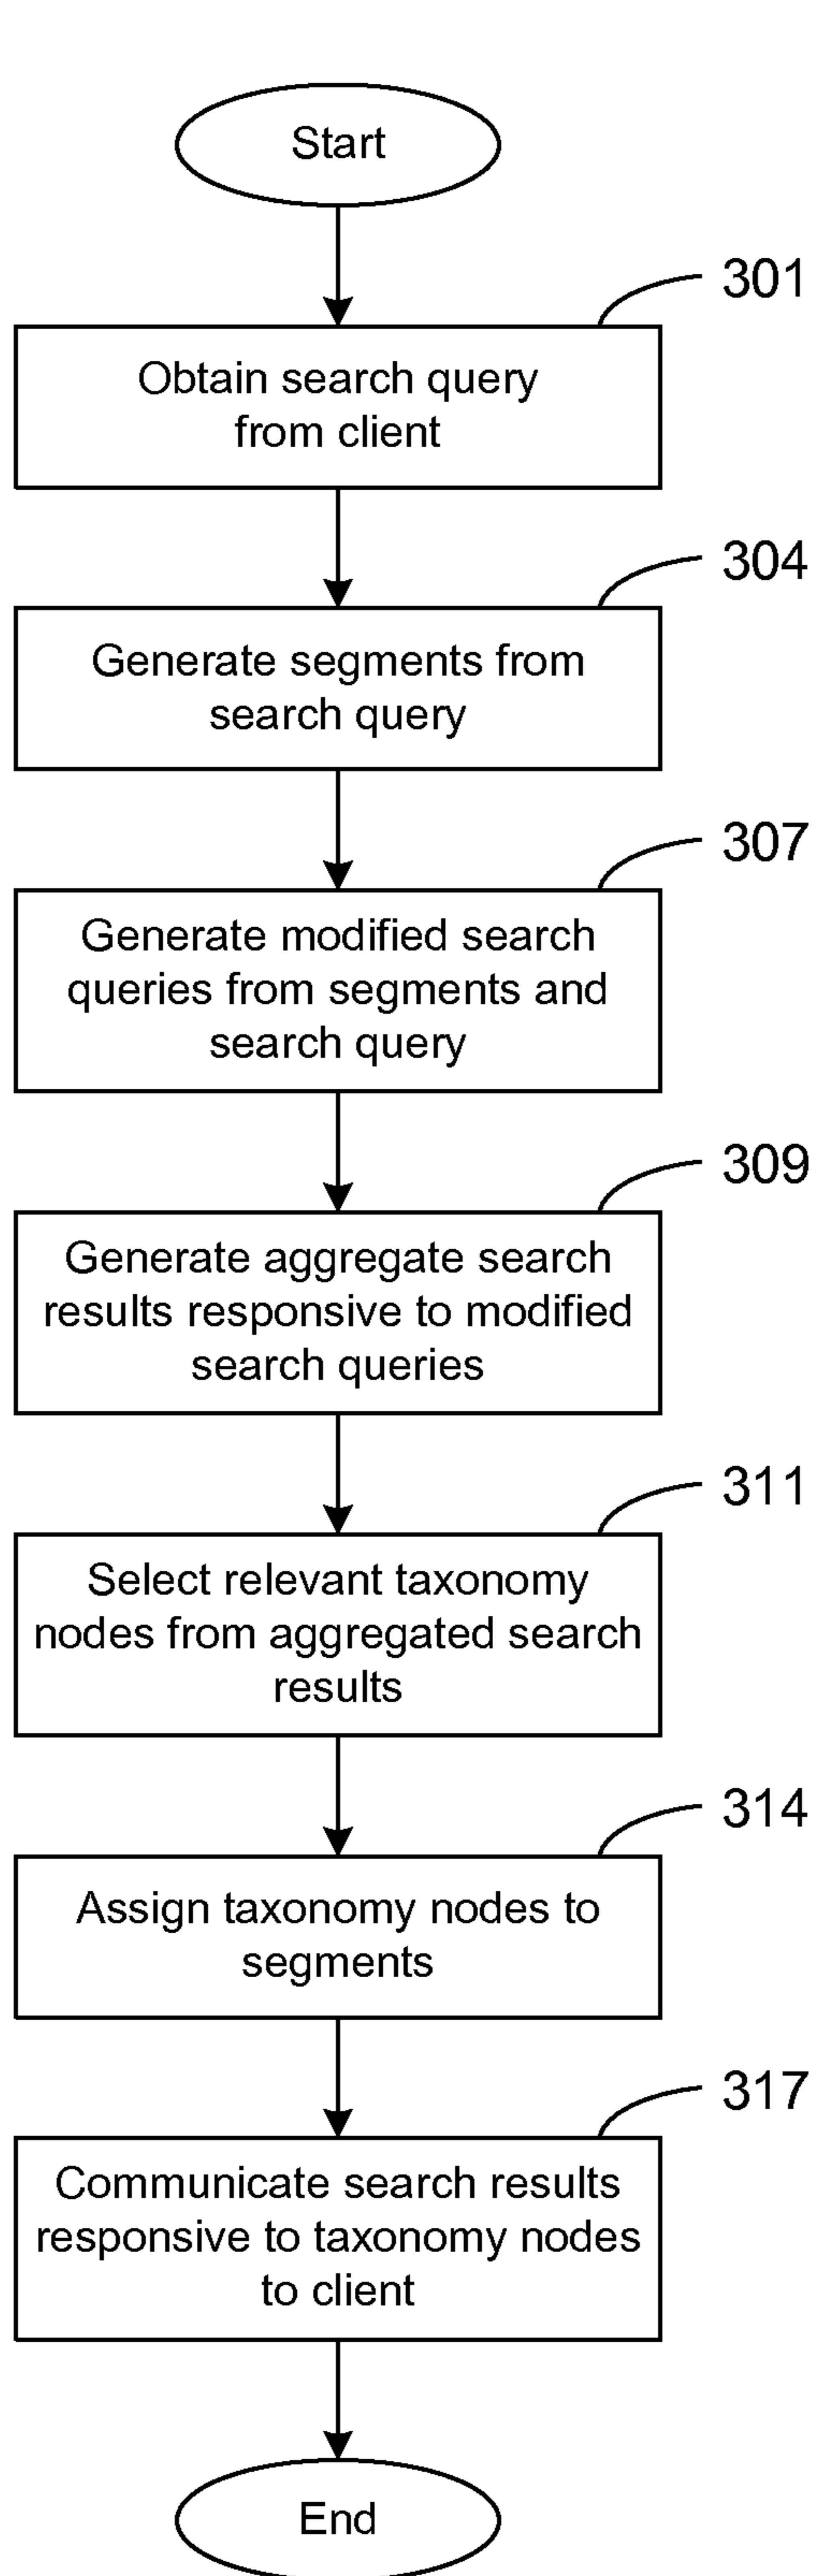 Start
301
Obtain search query
from client
304
Generate segments from
search query
307
Generate modified search
queries from segments and
search query
309
Generate aggregate search
results responsive to modified
search queries
311
Select relevant taxonomy
nodes from aggregated search
results
314
Assign taxonomy nodes to
segments
317
Communicate search results
responsive to taxonomy nodes
to client
End